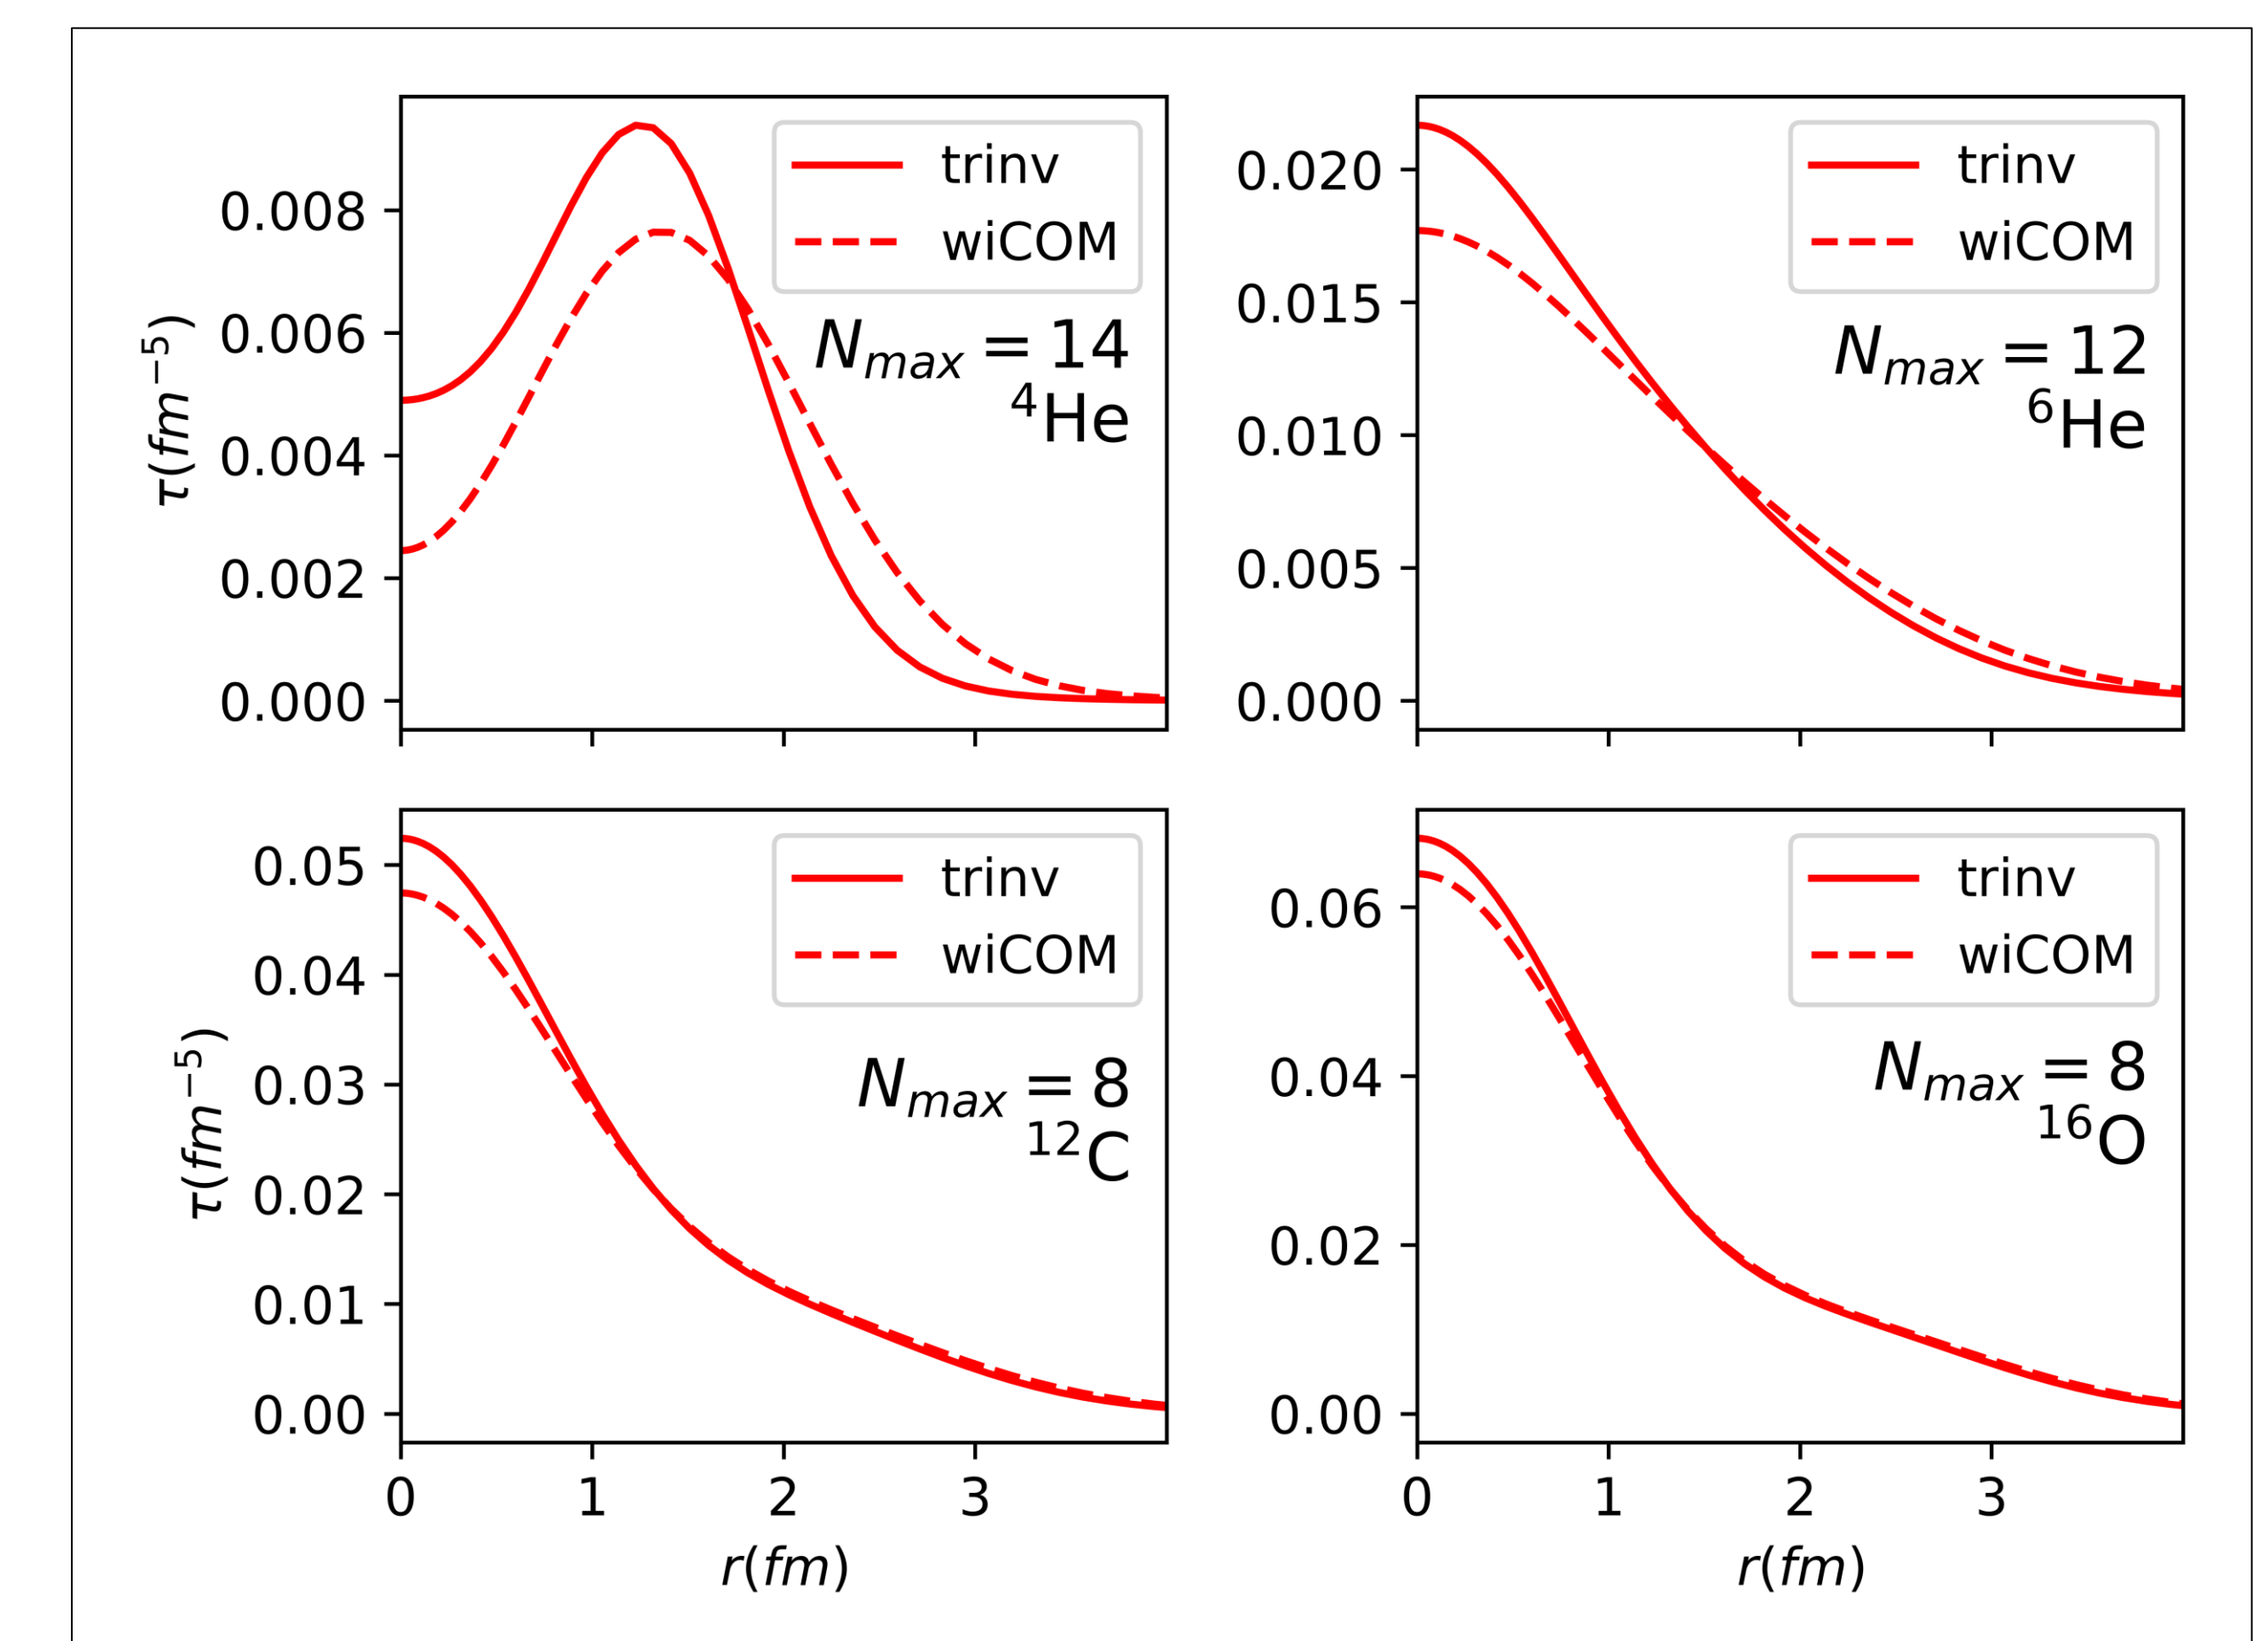 τ(fm⁻⁵)
0.008
0.006
0.004
0.002
0.000
trinv
wiCOM
N_max = 14
⁴He
0.020
0.015
0.010
0.005
0.000
trinv
wiCOM
N_max = 12
⁶He
τ(fm⁻⁵)
0.05
0.04
0.03
0.02
0.01
0.00
trinv
wiCOM
N_max = 8
¹²C
0 1 2 3
r(fm)
0.06
0.04
0.02
0.00
trinv
wiCOM
N_max = 8
¹⁶O
0 1 2 3
r(fm)